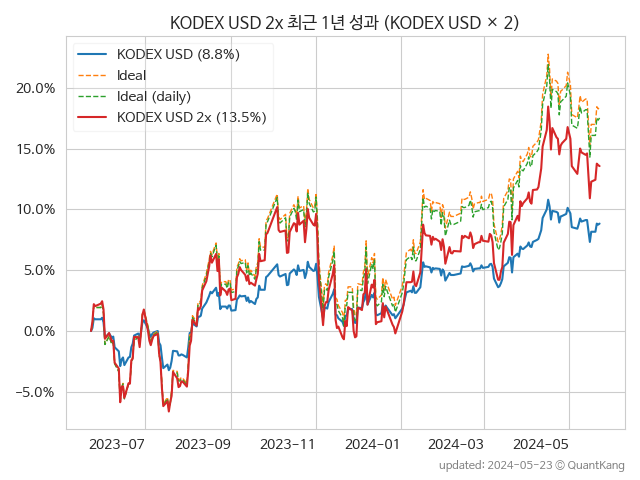 KODEX USD 2x 최근 1년 성과 (KODEX USD × 2)
KODEX USD (8.8%)
Ideal
Ideal (daily)
KODEX USD 2x (13.5%)
20.0%
15.0%
10.0%
5.0%
0.0%
−5.0%
2023−07
2023−09
2023−11
2024−01
2024−03
2024−05
updated: 2024-05-23 © QuantKang